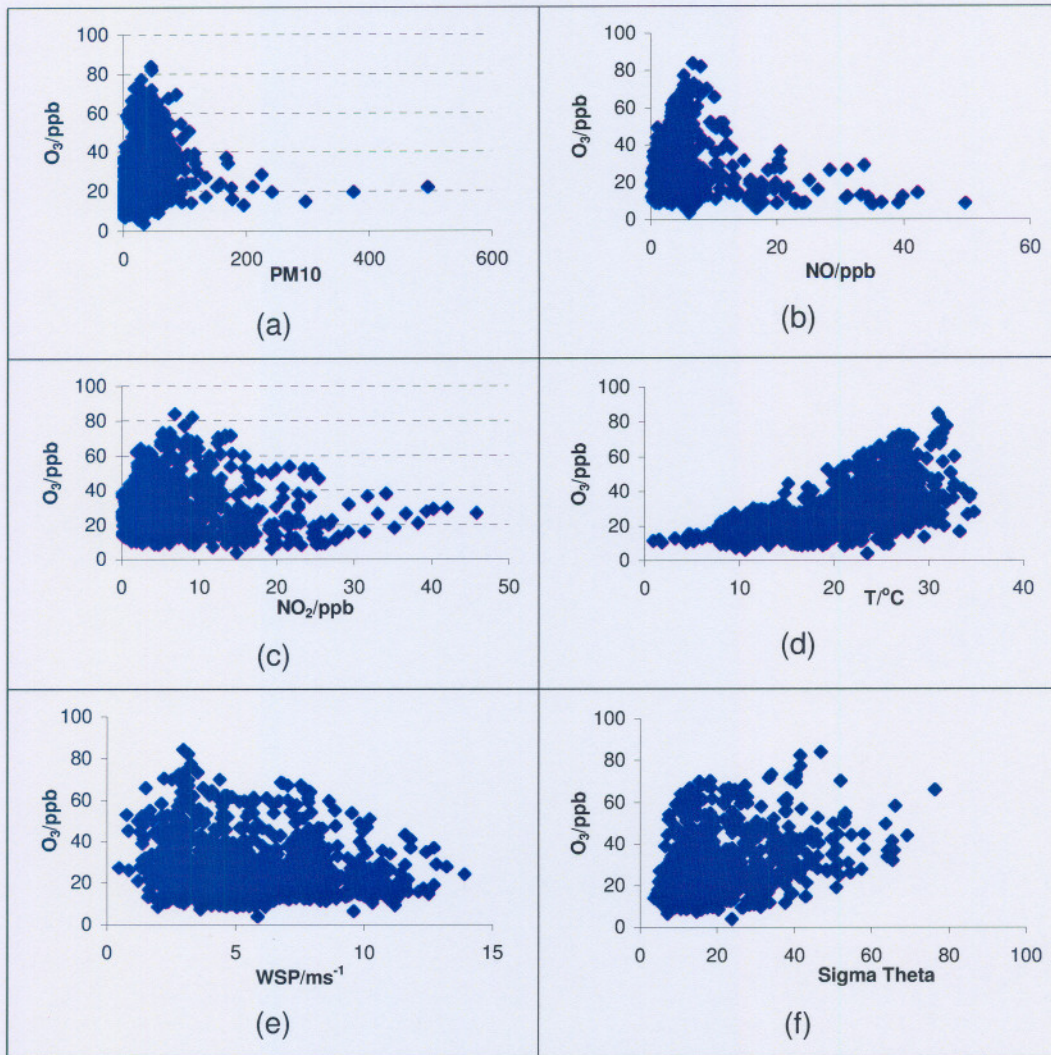 100
80
60
40
20
0
O₃/ppb
0 200 400 600
PM10
(a)
100
80
60
40
20
0
O₃/ppb
0 20 40 60
NO/ppb
(b)
100
80
60
40
20
0
O₃/ppb
0 10 20 30 40 50
NO₂/ppb
(c)
100
80
60
40
20
0
O₃/ppb
0 10 20 30 40
T/°C
(d)
100
80
60
40
20
0
O₃/ppb
0 5 10 15
WSP/ms⁻¹
(e)
100
80
60
40
20
0
O₃/ppb
0 20 40 60 80 100
Sigma Theta
(f)